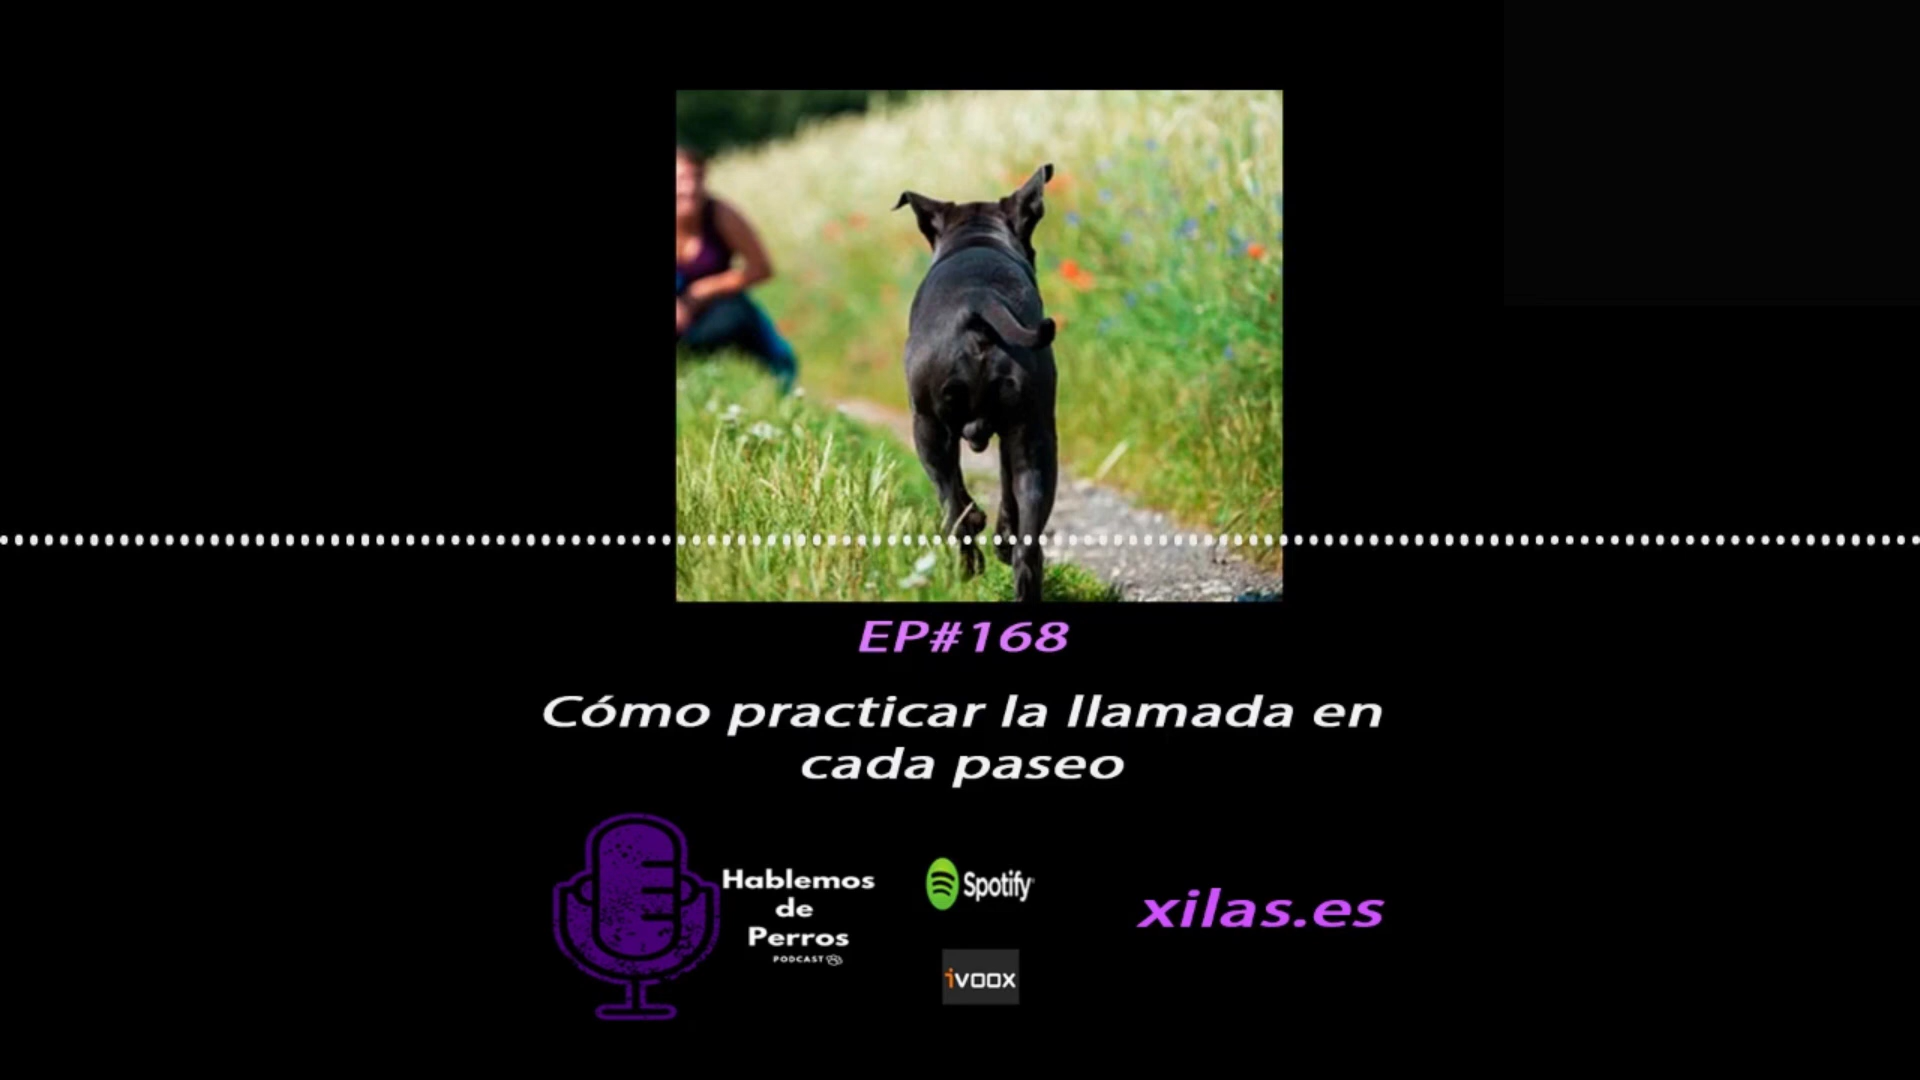 EP#168
Cómo practicar la llamada en
cada paseo
Hablemos
de
Perros
PODCAST
Spotify
ivoox
xilas.es